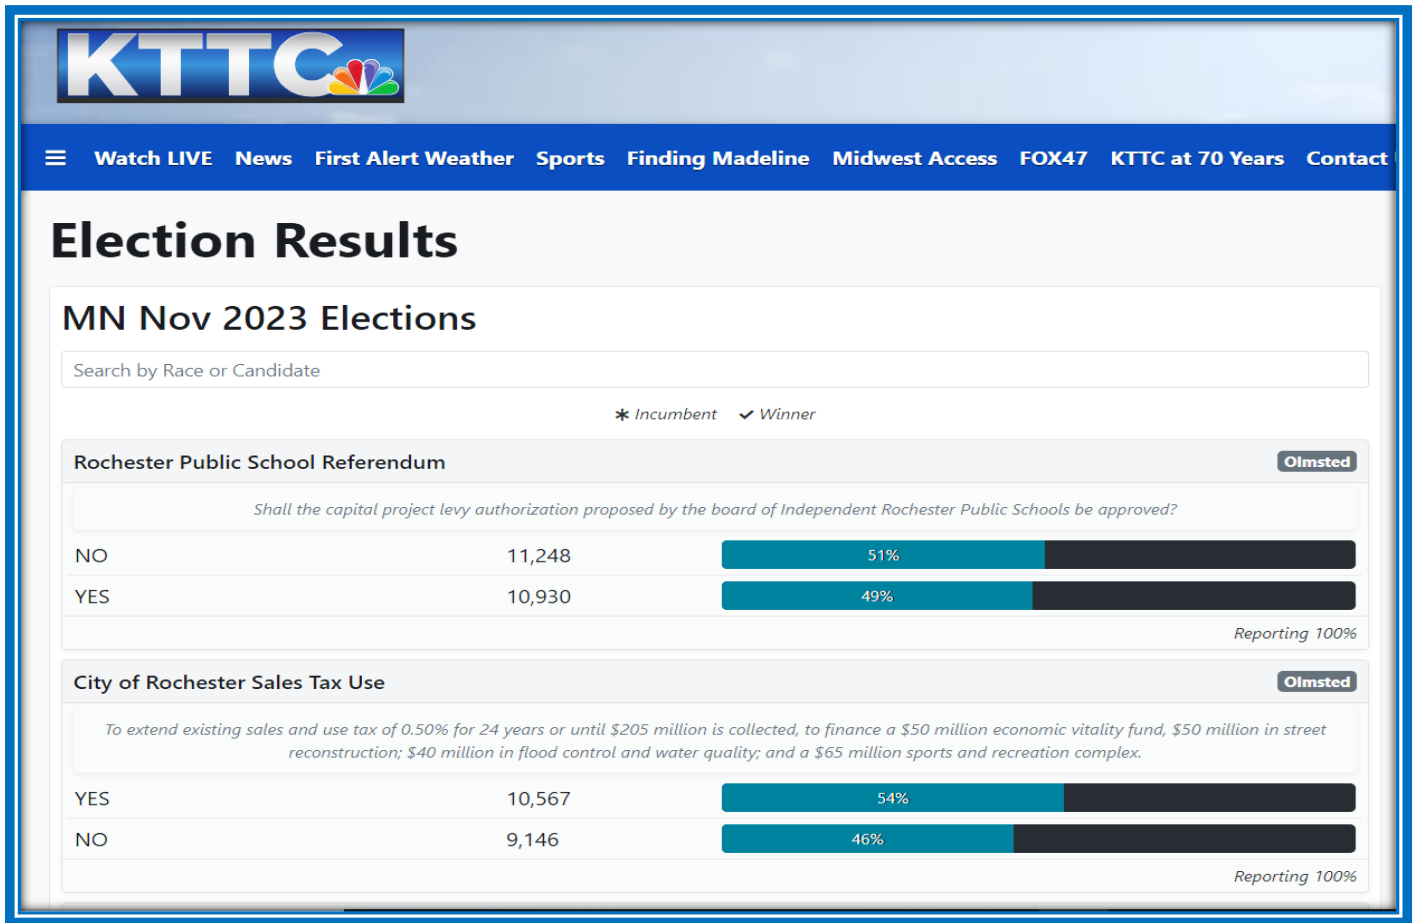 KTTC
Watch LIVE News First Alert Weather Sports Finding Madeline Midwest Access FOX47 KTTC at 70 Years Contact
Election Results
MN Nov 2023 Elections
Search by Race or Candidate
* Incumbent ✔ Winner
Rochester Public School Referendum Olmsted
Shall the capital project levy authorization proposed by the board of Independent Rochester Public Schools be approved?
NO 11,248 51%
YES 10,930 49%
Reporting 100%
City of Rochester Sales Tax Use Olmsted
To extend existing sales and use tax of 0.50% for 24 years or until $205 million is collected, to finance a $50 million economic vitality fund, $50 million in street
reconstruction; $40 million in flood control and water quality; and a $65 million sports and recreation complex.
YES 10,567 54%
NO 9,146 46%
Reporting 100%